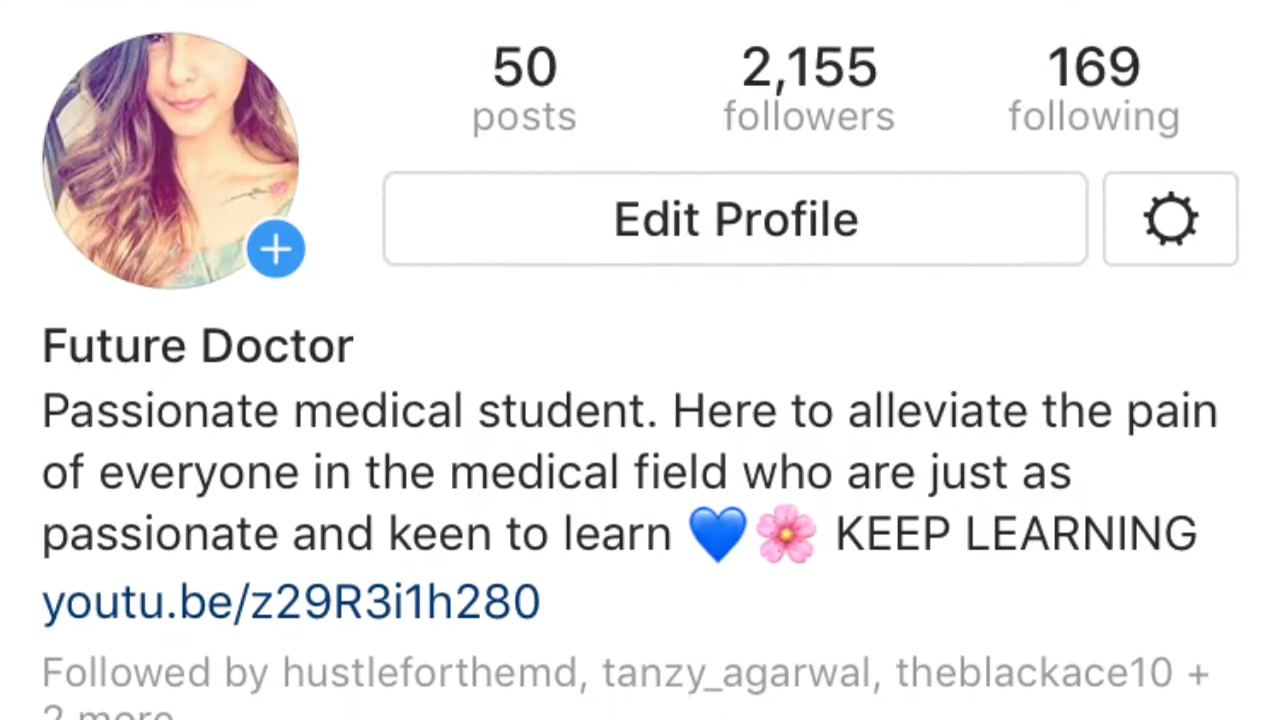 50 2,155 169
posts followers following
Edit Profile
Future Doctor
Passionate medical student. Here to alleviate the pain
of everyone in the medical field who are just as
passionate and keen to learn 💙🌸 KEEP LEARNING
youtu.be/z29R3i1h280
Followed by hustleforthemd, tanzy_agarwal, theblackace10 +
2 more